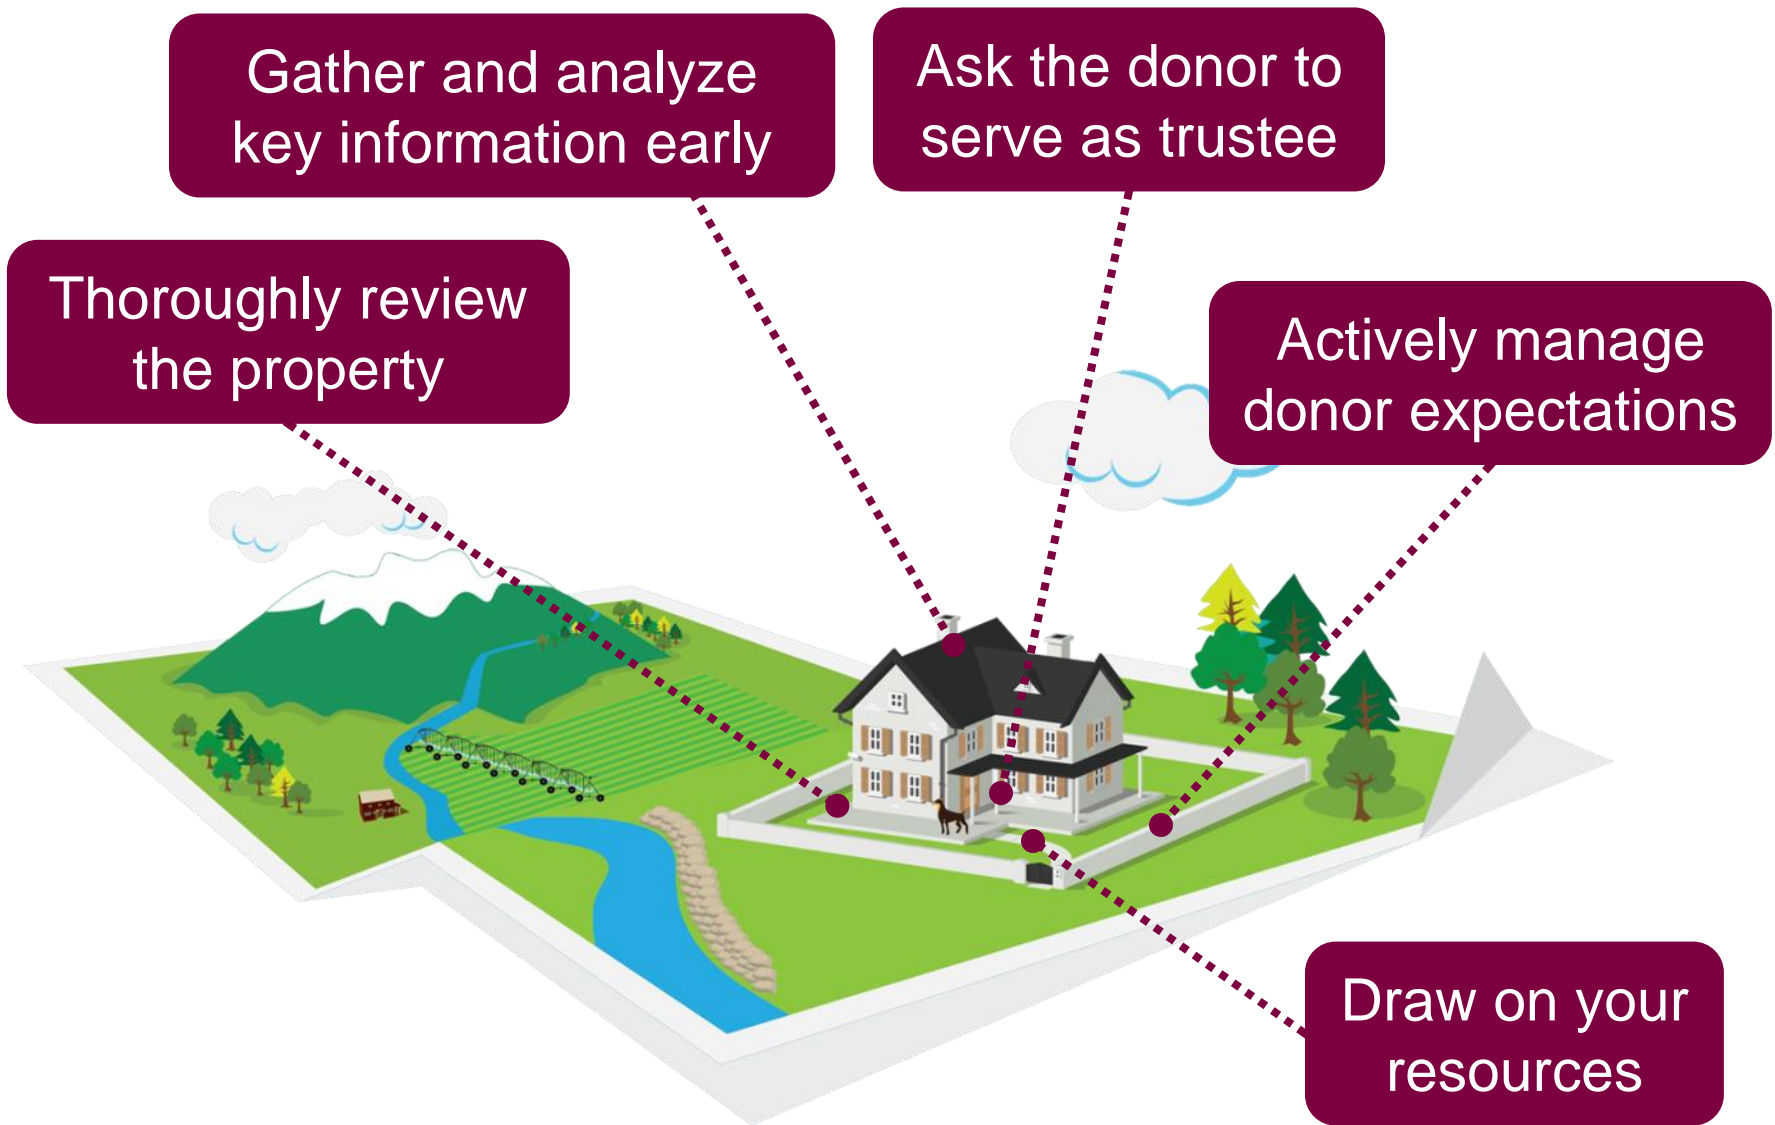 Gather and analyze
key information early
Ask the donor to
serve as trustee
Thoroughly review
the property
Actively manage
donor expectations
Draw on your
resources